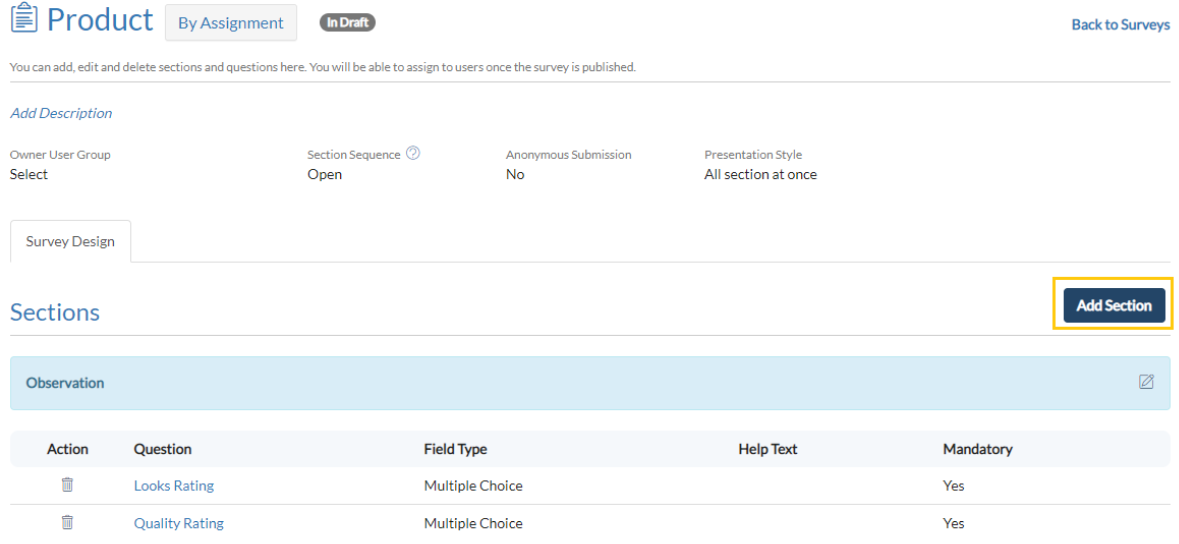 Product By Assignment In Draft Back to Surveys
You can add, edit and delete sections and questions here. You will be able to assign to users once the survey is published.
Add Description
Owner User Group Section Sequence Anonymous Submission Presentation Style
Select Open No All section at once
Survey Design
Sections Add Section
Observation
Action Question Field Type Help Text Mandatory
Looks Rating Multiple Choice Yes
Quality Rating Multiple Choice Yes